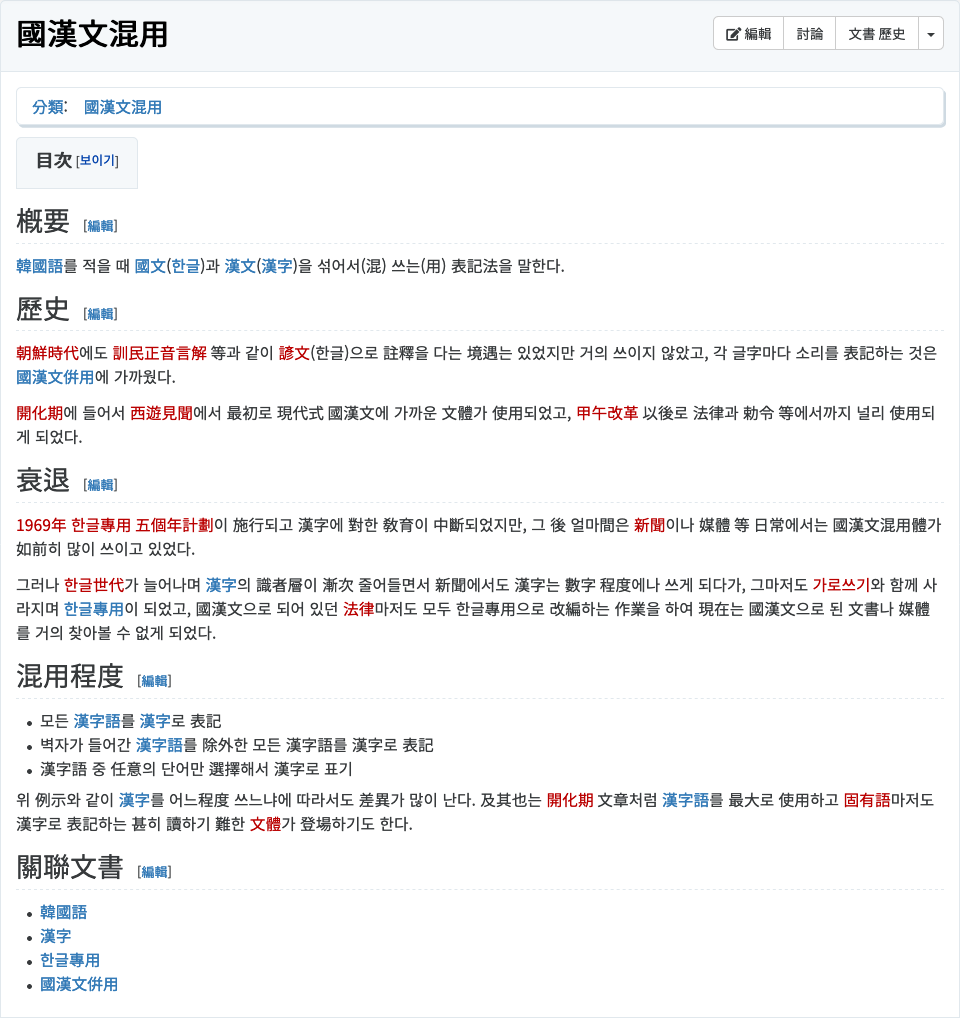 國漢文混用
編輯 討論 文書 歷史
分類: 國漢文混用
目次 [보이기]
槪要 [編輯]
韓國語를 적을 때 國文(한글)과 漢文(漢字)을 섞어서(混) 쓰는(用) 表記法을 말한다.
歷史 [編輯]
朝鮮時代에도 訓民正音言解 등과 같이 諺文(한글)으로 註釋을 다는 境遇는 있었지만 거의 쓰이지 않았고, 각 글字마다 소리를 表記하는 것은
國漢文倂用에 가까웠다.
開化期에 들어서 西遊見聞에서 最初로 現代式 國漢文에 가까운 文體가 使用되었고, 甲午改革 以後로 法律과 勅令 等에서까지 널리 使用되
게 되었다.
衰退 [編輯]
1969年 한글專用 五個年計劃이 施行되고 漢字에 對한 敎育이 中斷되었지만, 그 後 얼마間은 新聞이나 媒體 等 日常에서는 國漢文混用體가
如前히 많이 쓰이고 있었다.
그러나 한글世代가 늘어나며 漢字의 識者層이 漸次 줄어들면서 新聞에서도 漢字는 數字 程度에나 쓰게 되다가, 그마저도 가로쓰기와 함께 사
라지며 한글專用이 되었고, 國漢文으로 되어 있던 法律마저도 모두 한글專用으로 改編하는 作業을 하여 現在는 國漢文으로 된 文書나 媒體
를 거의 찾아볼 수 없게 되었다.
混用程度 [編輯]
• 모든 漢字語를 漢字로 表記
• 벽자가 들어간 漢字語를 除外한 모든 漢字語를 漢字로 表記
• 漢字語 중 任意의 단어만 選擇해서 漢字로 표기
위 例示와 같이 漢字를 어느程度 쓰느냐에 따라서도 差異가 많이 난다. 及其也는 開化期 文章처럼 漢字語를 最大로 使用하고 固有語마저도
漢字로 表記하는 甚히 讀하기 難한 文體가 登場하기도 한다.
關聯文書 [編輯]
• 韓國語
• 漢字
• 한글專用
• 國漢文倂用